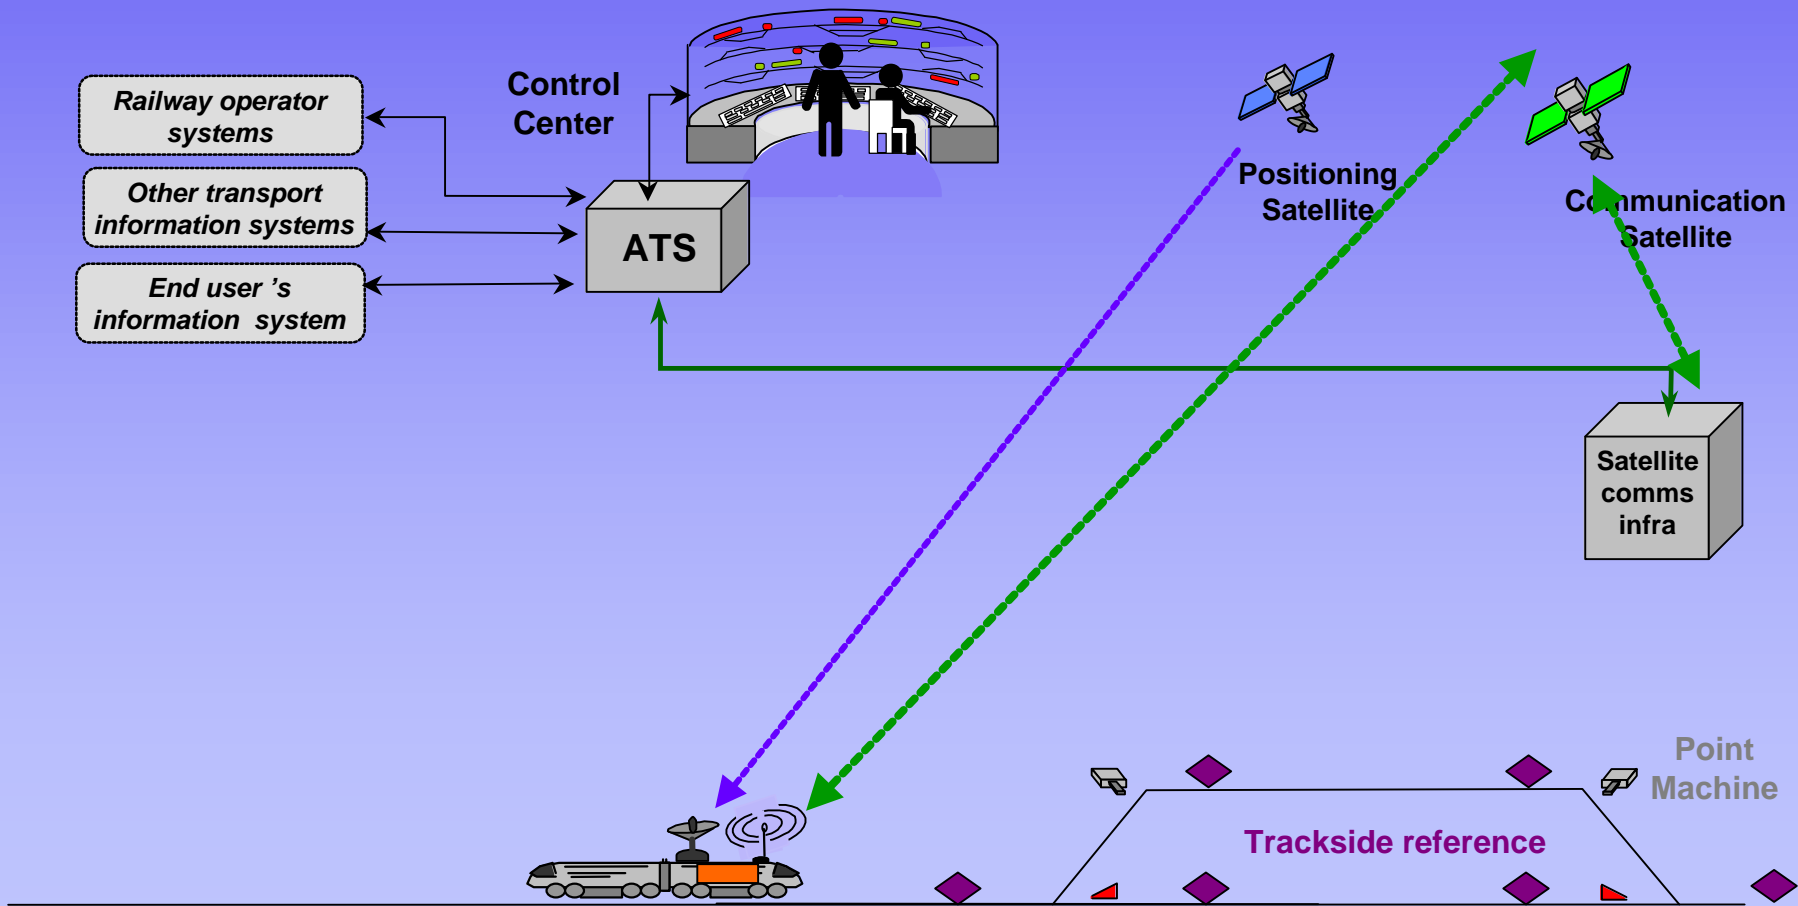 Control
Center
Railway operator
systems
Other transport
information systems
End user ’s
information  system
ATS
Positioning
Satellite
Communication
Satellite
Satellite
comms
infra
Point
Machine
Trackside reference